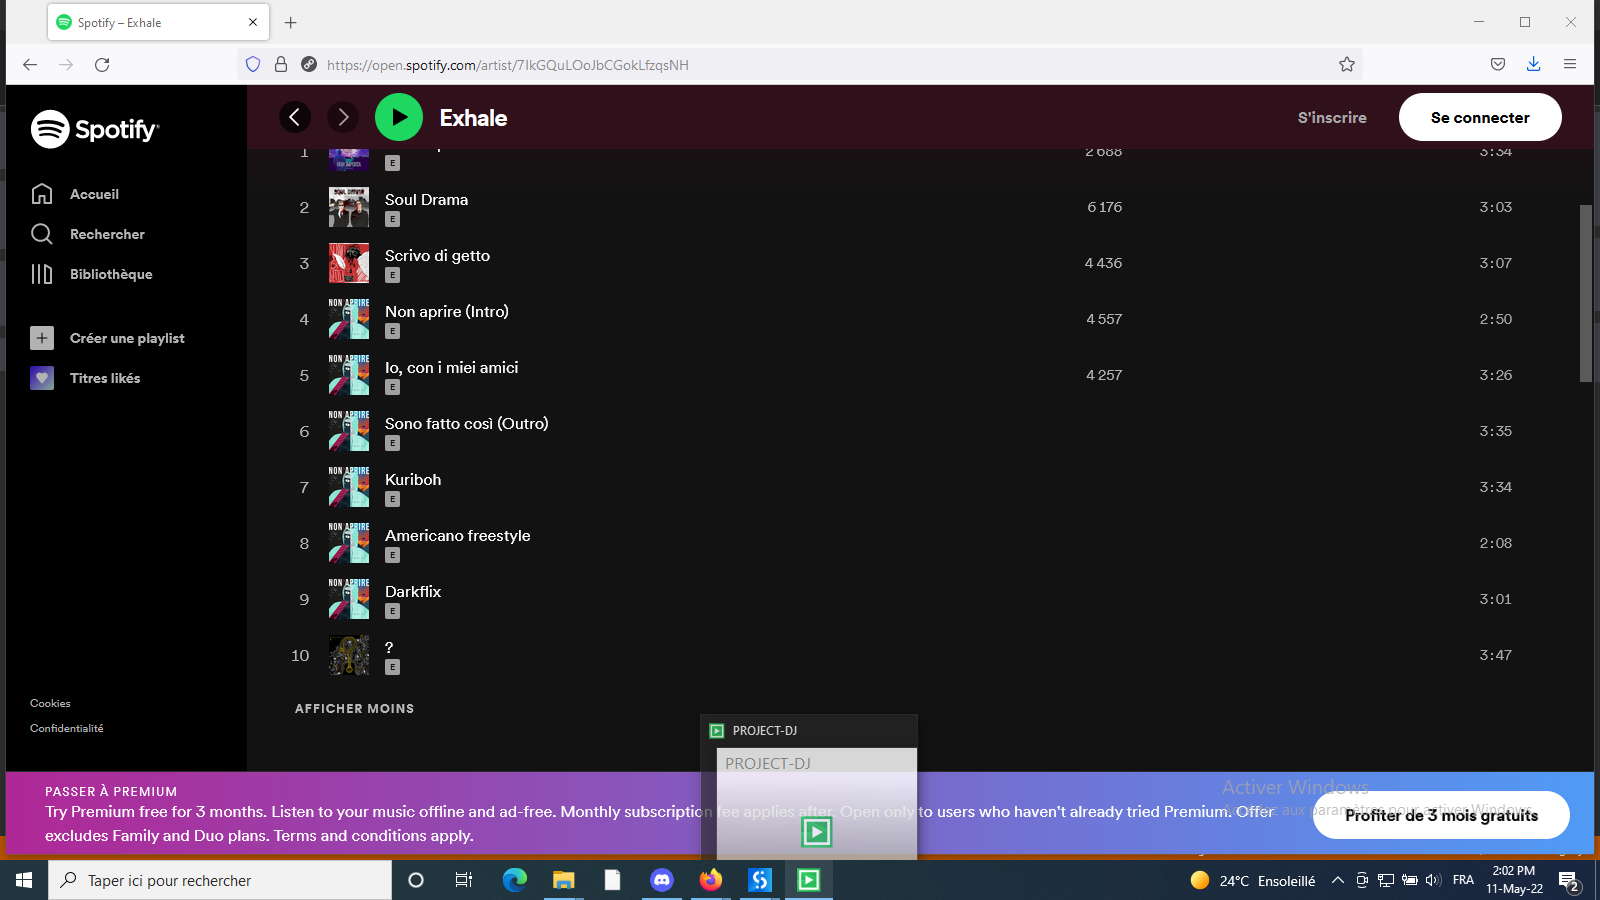 Spotify – Exhale
https://open.spotify.com/artist/7IkGQuLOoJbCGokLfzqsNH
Spotify
Exhale
S'inscrire
Se connecter
Accueil
Rechercher
Bibliothèque
Créer une playlist
Titres likés
1
E
2 688
3:34
2
Soul Drama
E
6 176
3:03
3
Scrivo di getto
E
4 436
3:07
4
Non aprire (Intro)
E
4 557
2:50
5
Io, con i miei amici
E
4 257
3:26
6
Sono fatto così (Outro)
E
3:35
7
Kuriboh
E
3:34
8
Americano freestyle
E
2:08
9
Darkflix
E
3:01
10
?
E
3:47
AFFICHER MOINS
Cookies
Confidentialité
PROJECT-DJ
PROJECT-DJ
PASSER À PREMIUM
Try Premium free for 3 months. Listen to your music offline and ad-free. Monthly subscription fee applies after. Open only to users who haven't already tried Premium. Offer
excludes Family and Duo plans. Terms and conditions apply.
Activer Windows
aux paramètres pour activer Windows.
Profiter de 3 mois gratuits
Taper ici pour rechercher
24°C Ensoleillé
FRA
2:02 PM
11-May-22
2